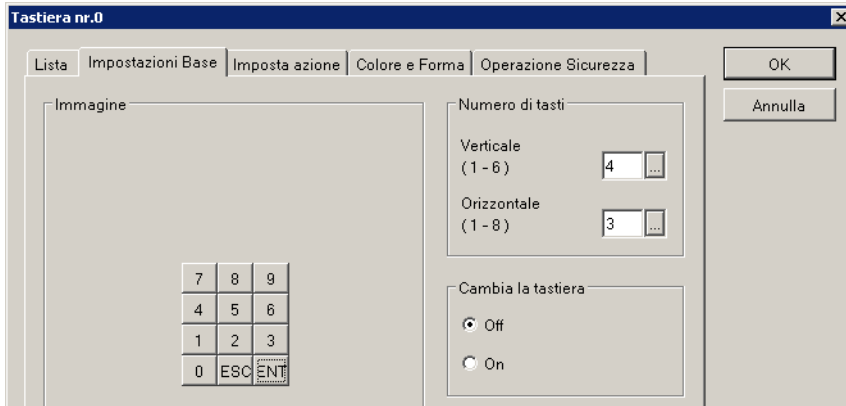 Tastiera nr.0
Lista
Impostazioni Base
Imposta azione
Colore e Forma
Operazione Sicurezza
OK
Annulla
Immagine
7 8 9
4 5 6
1 2 3
0 ESC ENT
Numero di tasti
Verticale
(1-6)
4
...
Orizzontale
(1-8)
3
...
Cambia la tastiera
Off
On